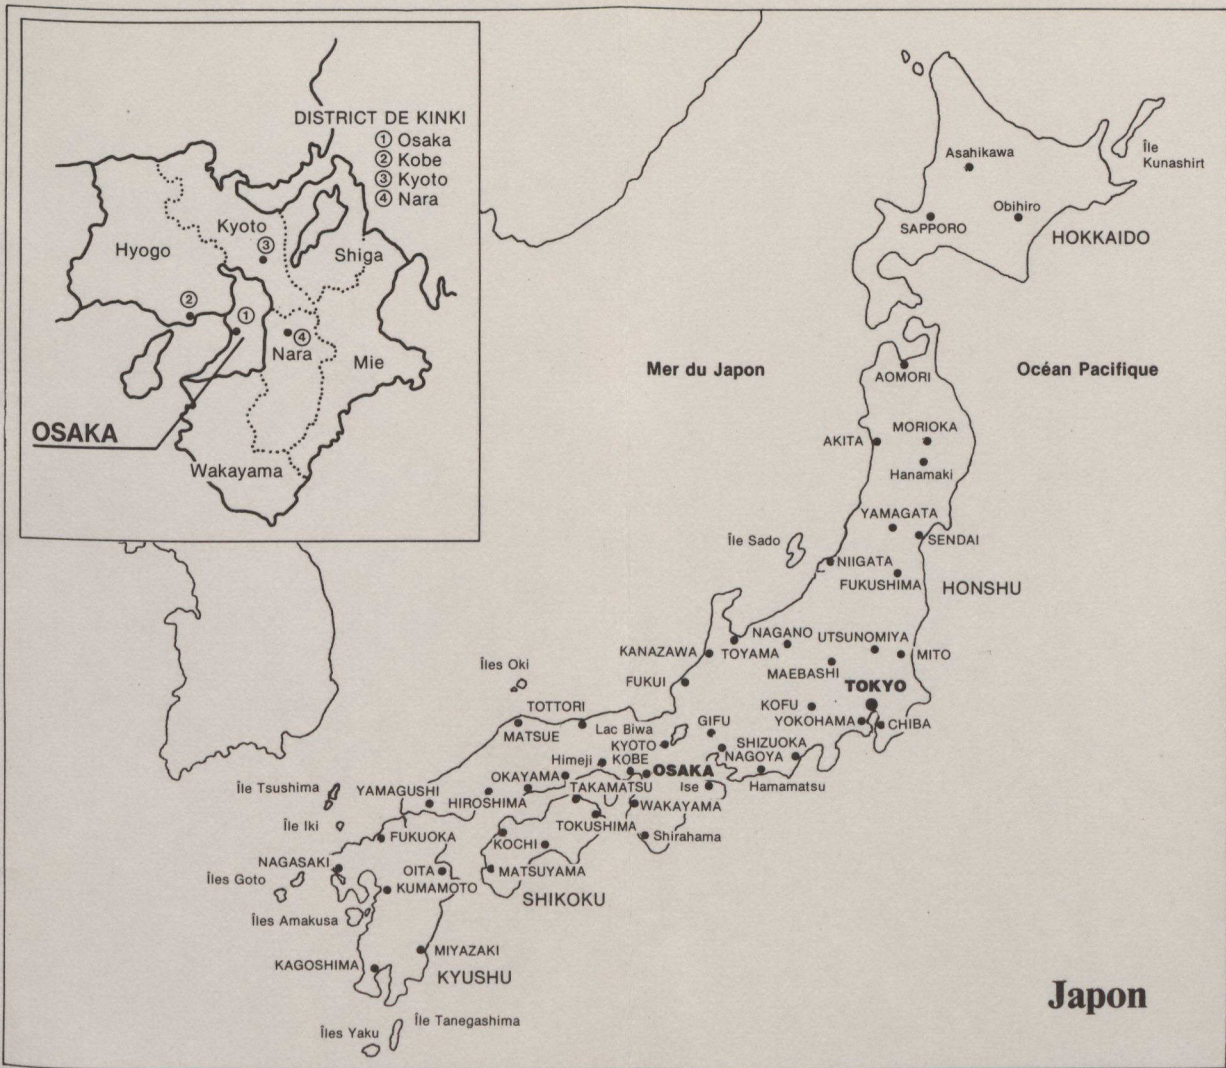 DISTRICT DE KINKI
① Osaka
② Kobe
③ Kyoto
④ Nara
Kyoto
③
Hyogo
Shiga
②
①
④
Nara
Mie
OSAKA
Wakayama
Asahikawa
Île
Kunashirt
Obihiro
SAPPORO
HOKKAIDO
Mer du Japon
Océan Pacifique
AOMORI
AKITA
MORIOKA
Hanamaki
YAMAGATA
SENDAI
Île Sado
NIIGATA
FUKUSHIMA
HONSHU
NAGANO
UTSUNOMIYA
KANAZAWA
TOYAMA
MITO
MAEBASHI
Îles Oki
FUKUI
TOKYO
TOTTORI
KOFU
MATSUE
Lac Biwa
GIFU
YOKOHAMA
CHIBA
KYOTO
SHIZUOKA
Himeji
KOBE
NAGOYA
OSAKA
OKAYAMA
Île Tsushima
YAMAGUSHI
TAKAMATSU
Ise
Hamamatsu
HIROSHIMA
WAKAYAMA
Île Iki
TOKUSHIMA
FUKUOKA
KOCHI
Shirahama
NAGASAKI
OITA
MATSUYAMA
Îles Goto
KUMAMOTO
SHIKOKU
Îles Amakusa
MIYAZAKI
KAGOSHIMA
KYUSHU
Japon
Île Tanegashima
Îles Yaku